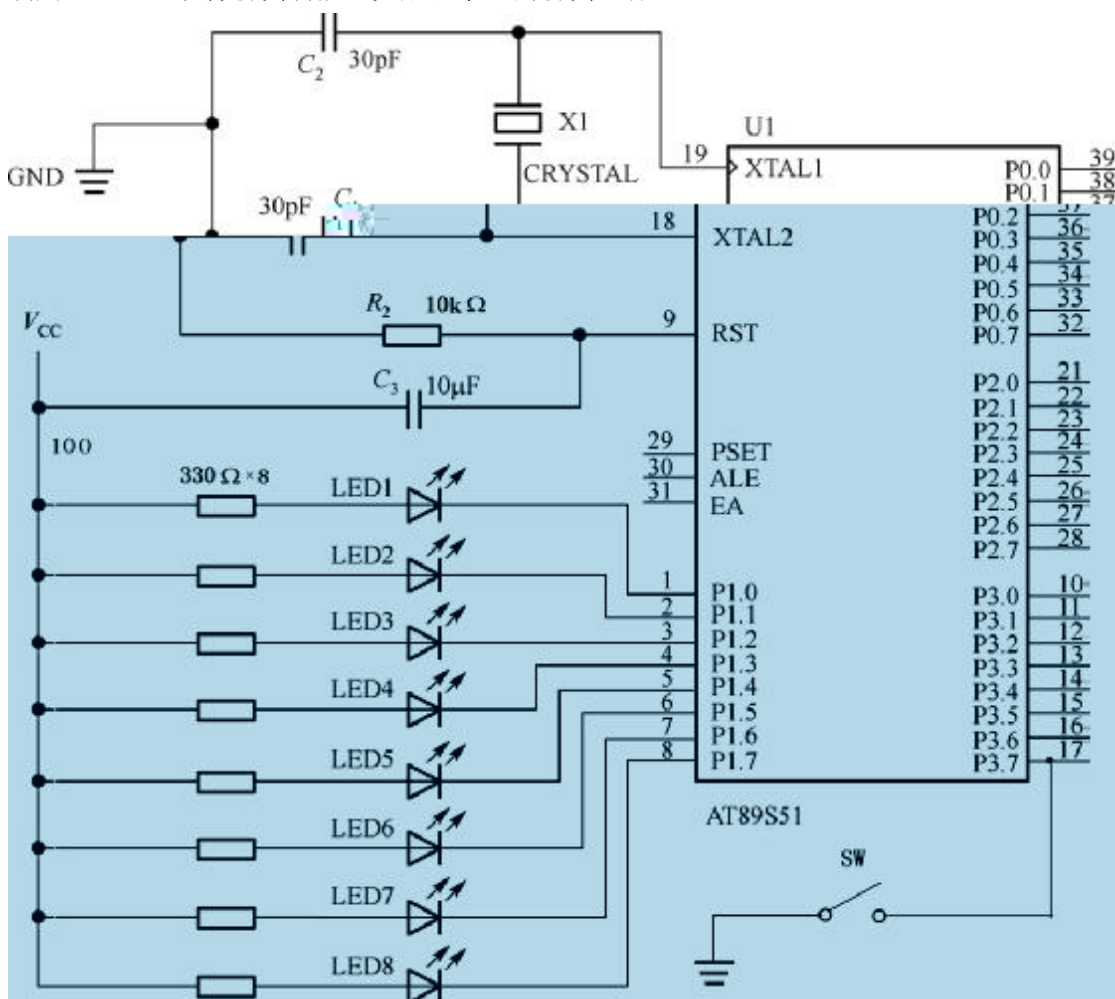 C2 30pF
X1
CRYSTAL
GND
30pF
U1
19 XTAL1
18 XTAL2
R2 10kΩ
9 RST
VCC
C3 10μF
100
29 PSET
30 ALE
31 EA
330Ω×8
LED1
LED2
LED3
LED4
LED5
LED6
LED7
LED8
1 P1.0
2 P1.1
3 P1.2
4 P1.3
5 P1.4
6 P1.5
7 P1.6
8 P1.7
P0.0 39
P0.1 38
P0.2 37
P0.3 36
P0.4 35
P0.5 34
P0.6 33
P0.7 32
P2.0 21
P2.1 22
P2.2 23
P2.3 24
P2.4 25
P2.5 26
P2.6 27
P2.7 28
P3.0 10
P3.1 11
P3.2 12
P3.3 13
P3.4 14
P3.5 15
P3.6 16
P3.7 17
AT89S51
SW